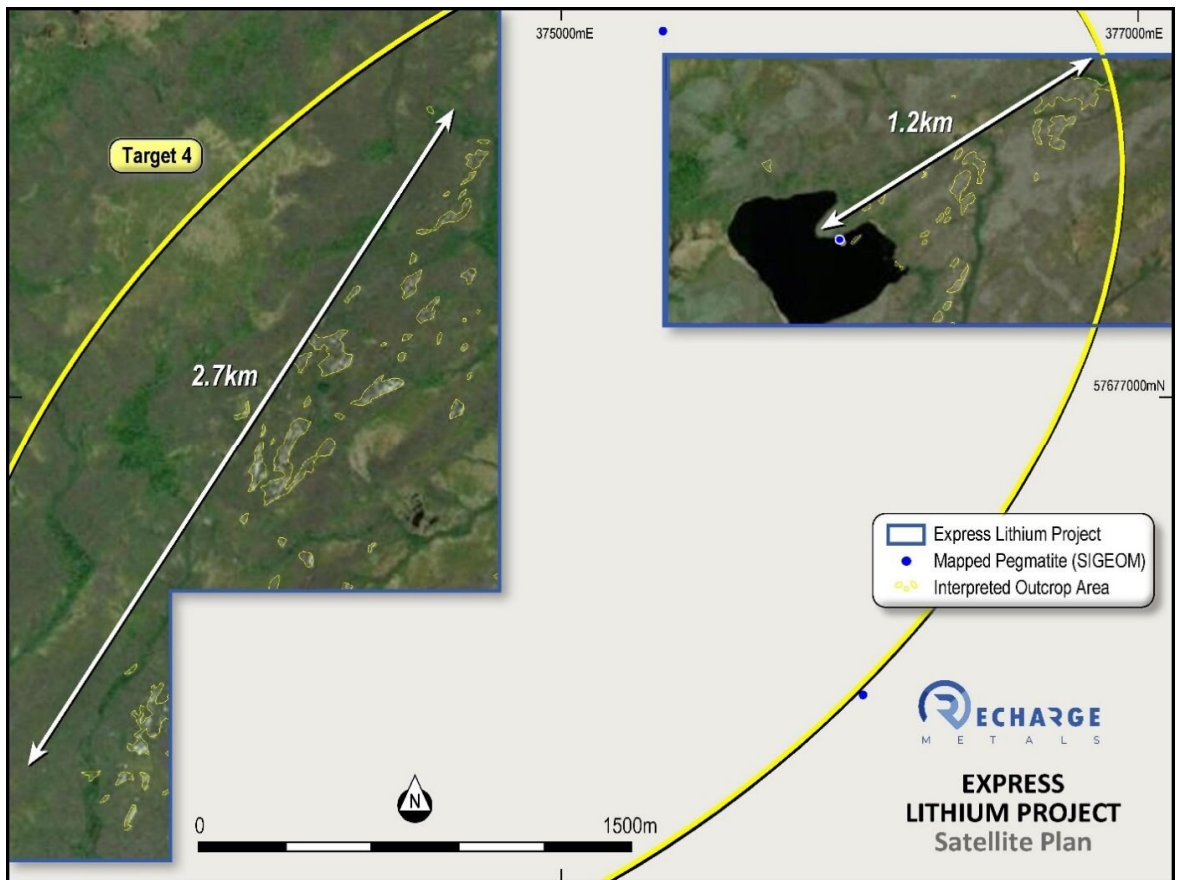 375000mE
377000mE
1.2km
Target 4
2.7km
57677000mN
Express Lithium Project
Mapped Pegmatite (SIGEOM)
Interpreted Outcrop Area
RECHARGE
METALS
N
0
1500m
EXPRESS
LITHIUM PROJECT
Satellite Plan